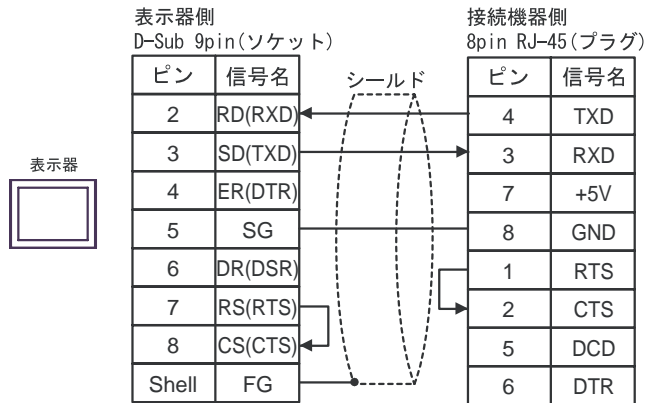 表示器側
D-Sub 9pin(ソケット)
接続機器側
8pin RJ-45(プラグ)
表示器
シールド
ピン 信号名
2 RD(RXD)
3 SD(TXD)
4 ER(DTR)
5 SG
6 DR(DSR)
7 RS(RTS)
8 CS(CTS)
Shell FG
ピン 信号名
4 TXD
3 RXD
7 +5V
8 GND
1 RTS
2 CTS
5 DCD
6 DTR